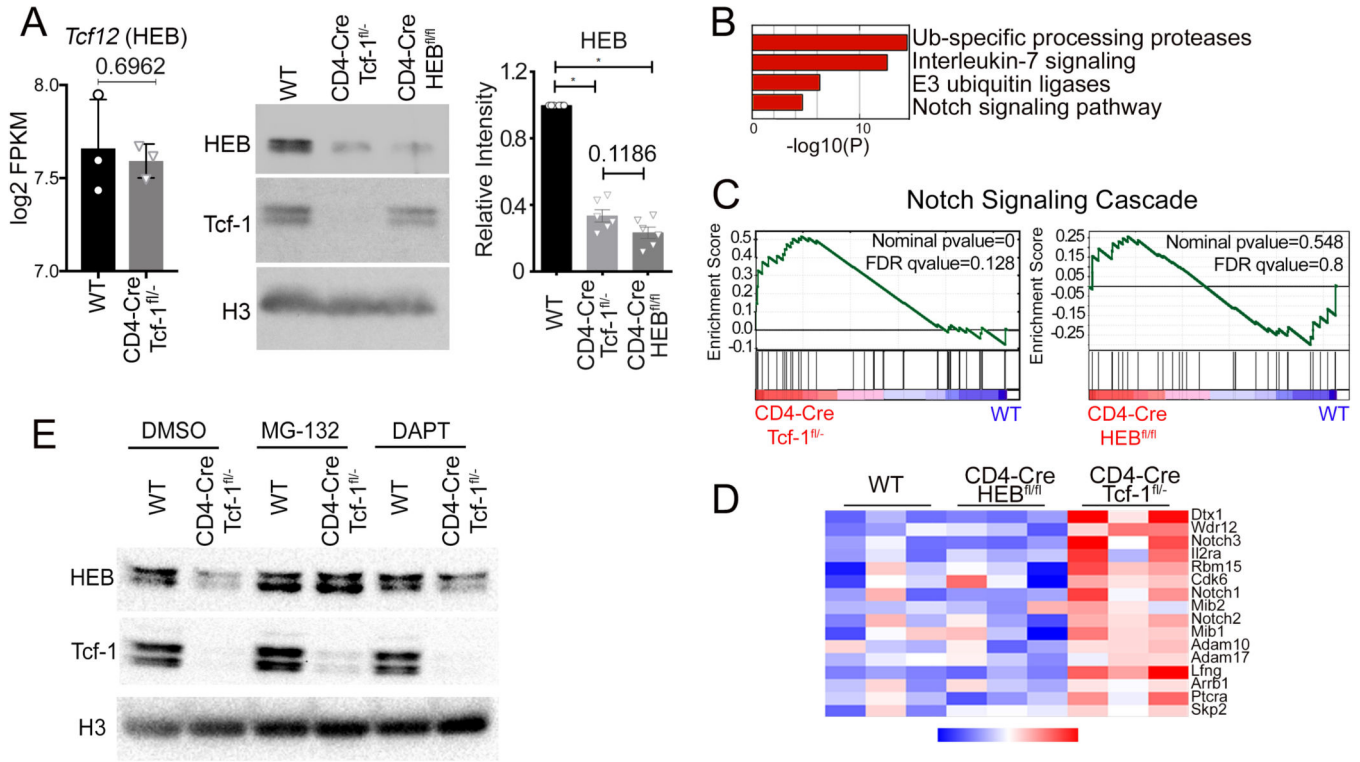 A
Tcf12 (HEB)
0.6962
8.0
7.5
7.0
log2 FPKM
WT
CD4-Cre
Tcf-1fl/-
WT
CD4-Cre
Tcf-1fl/-
CD4-Cre
HEBfl/fl
HEB
Tcf-1
H3
HEB
*
*
0.1186
1.2
0.8
0.4
0
Relative Intensity
WT
CD4-Cre
Tcf-1fl/-
CD4-Cre
HEBfl/fl
B
Ub-specific processing proteases
Interleukin-7 signaling
E3 ubiquitin ligases
Notch signaling pathway
0 10
-log10(P)
C
Notch Signaling Cascade
Enrichment Score
0.5
0.4
0.3
0.2
0.1
0.0
-0.1
Nominal pvalue=0
FDR qvalue=0.128
CD4-Cre
Tcf-1fl/-
WT
Enrichment Score
0.25
0.15
0.05
-0.05
-0.15
-0.25
Nominal pvalue=0.548
FDR qvalue=0.8
CD4-Cre
HEBfl/fl
WT
D
WT
CD4-Cre
HEBfl/fl
CD4-Cre
Tcf-1fl/-
Dtx1
Wdr12
Notch3
Il2ra
Rbm15
Cdk6
Notch1
Mib2
Notch2
Mib1
Adam10
Adam17
Lfng
Arrb1
Ptcra
Skp2
E
DMSO MG-132 DAPT
WT
CD4-Cre
Tcf-1fl/-
WT
CD4-Cre
Tcf-1fl/-
WT
CD4-Cre
Tcf-1fl/-
HEB
Tcf-1
H3